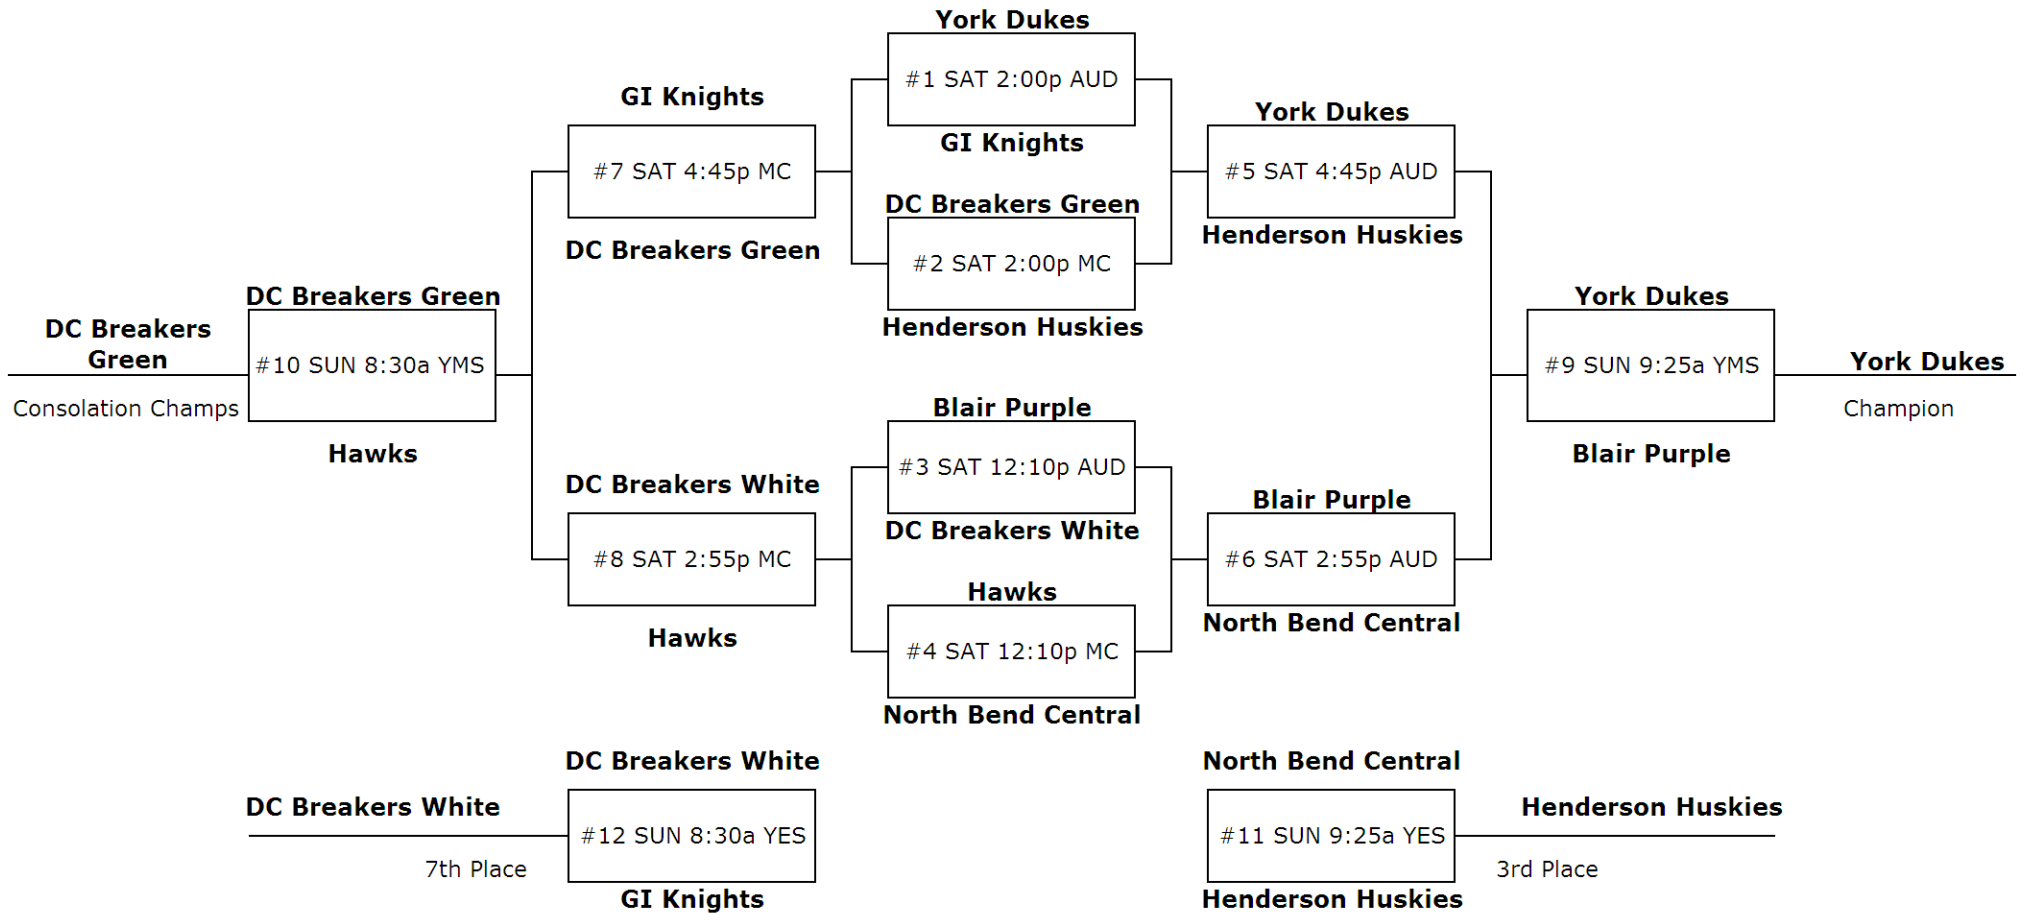 York Dukes
#1 SAT 2:00p AUD
GI Knights
GI Knights
#7 SAT 4:45p MC
DC Breakers Green
York Dukes
#5 SAT 4:45p AUD
Henderson Huskies
DC Breakers Green
#2 SAT 2:00p MC
Henderson Huskies
DC Breakers Green
#10 SUN 8:30a YMS
Hawks
DC Breakers
Green
Consolation Champs
York Dukes
#9 SUN 9:25a YMS
Blair Purple
York Dukes
Champion
Blair Purple
#3 SAT 12:10p AUD
DC Breakers White
DC Breakers White
#8 SAT 2:55p MC
Hawks
Blair Purple
#6 SAT 2:55p AUD
North Bend Central
Hawks
#4 SAT 12:10p MC
North Bend Central
DC Breakers White
#12 SUN 8:30a YES
GI Knights
DC Breakers White
7th Place
North Bend Central
#11 SUN 9:25a YES
Henderson Huskies
Henderson Huskies
3rd Place